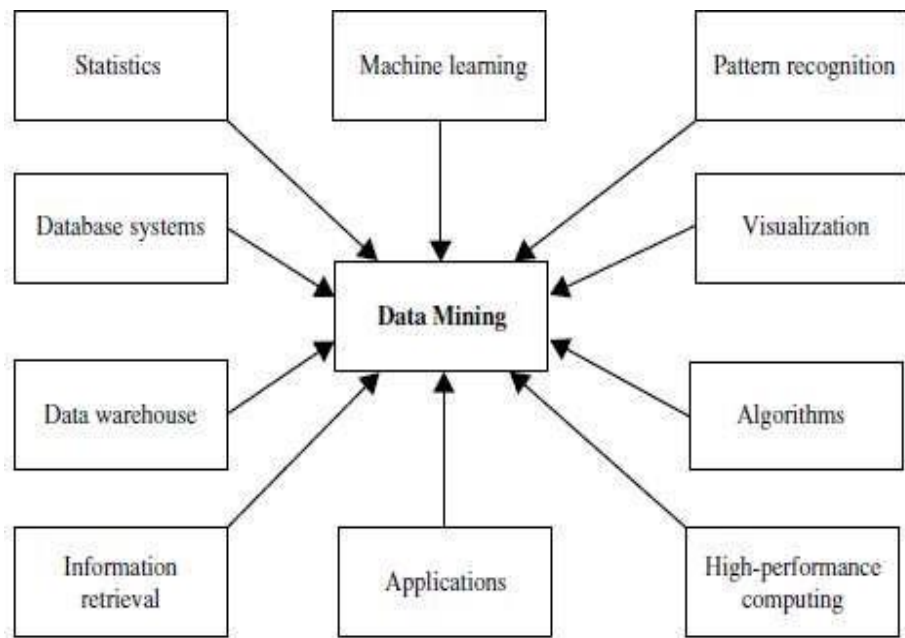 Statistics
Machine learning
Pattern recognition
Database systems
Visualization
Data Mining
Data warehouse
Algorithms
Information
retrieval
Applications
High-performance
computing